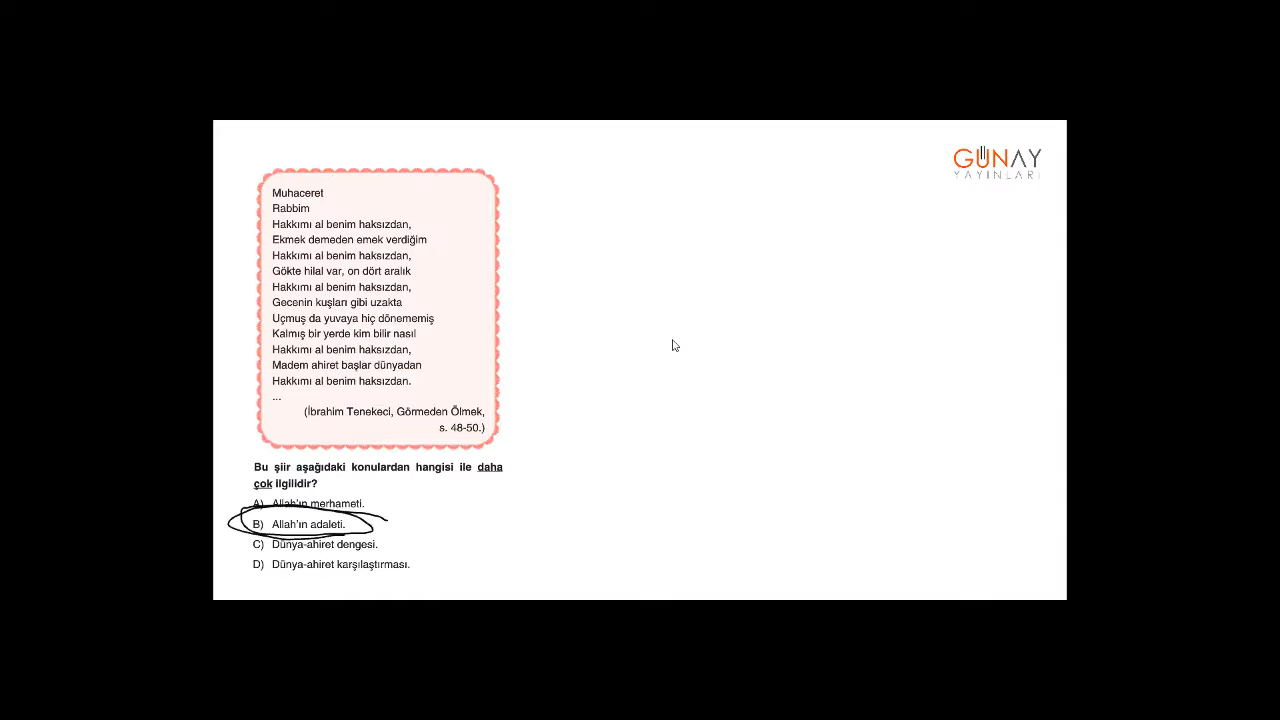 GÜNAY
YAYINLARI
Muhaceret
Rabbim
Hakkımı al benim haksızdan,
Ekmek demeden emek verdiğim
Hakkımı al benim haksızdan,
Gökte hilal var, on dört aralık
Hakkımı al benim haksızdan,
Gecenin kuşları gibi uzakta
Uçmuş da yuvaya hiç dönememiş
Kalmış bir yerde kim bilir nasıl
Hakkımı al benim haksızdan,
Madem ahiret başlar dünyadan
Hakkımı al benim haksızdan.
...
(İbrahim Tenekeci, Görmeden Ölmek,
s. 48-50.)
Bu şiir aşağıdaki konulardan hangisi ile daha
çok ilgilidir?
A) Allah'ın merhameti.
B) Allah'ın adaleti.
C) Dünya-ahiret dengesi.
D) Dünya-ahiret karşılaştırması.